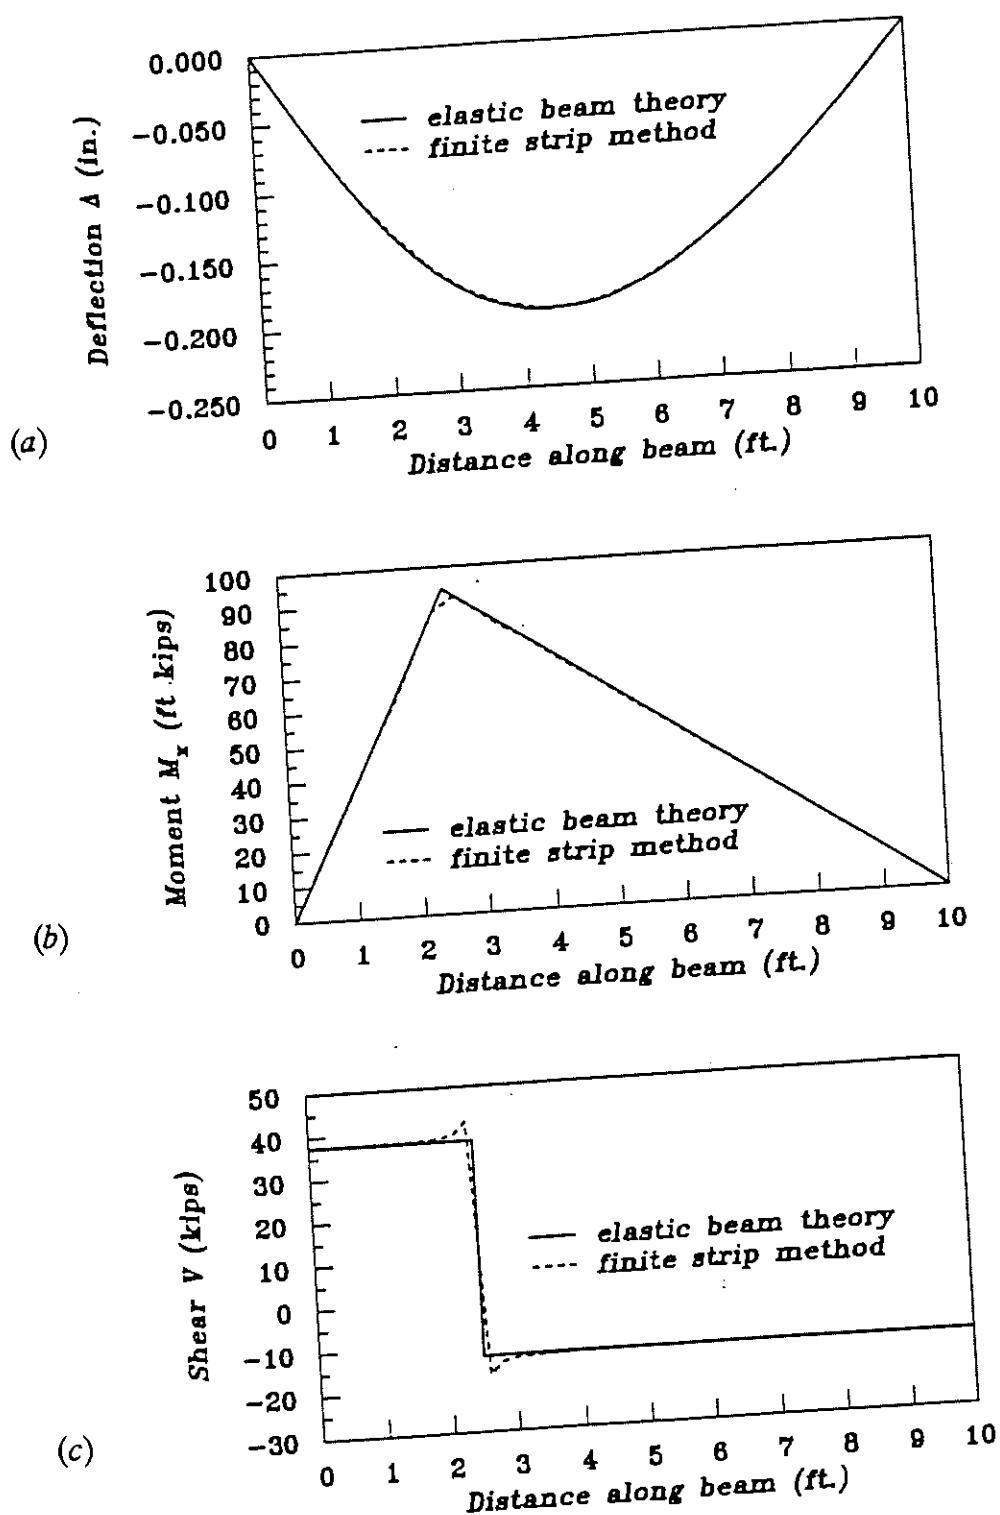 0.000
-0.050
-0.100
-0.150
-0.200
-0.250
Deflection Δ (in.)
elastic beam theory
finite strip method
0 1 2 3 4 5 6 7 8 9 10
Distance along beam (ft.)
(a)
100
90
80
70
60
50
40
30
20
10
0
Moment Mx (ft kips)
elastic beam theory
finite strip method
0 1 2 3 4 5 6 7 8 9 10
Distance along beam (ft.)
(b)
50
40
30
20
10
0
-10
-20
-30
Shear V (kips)
elastic beam theory
finite strip method
0 1 2 3 4 5 6 7 8 9 10
Distance along beam (ft.)
(c)